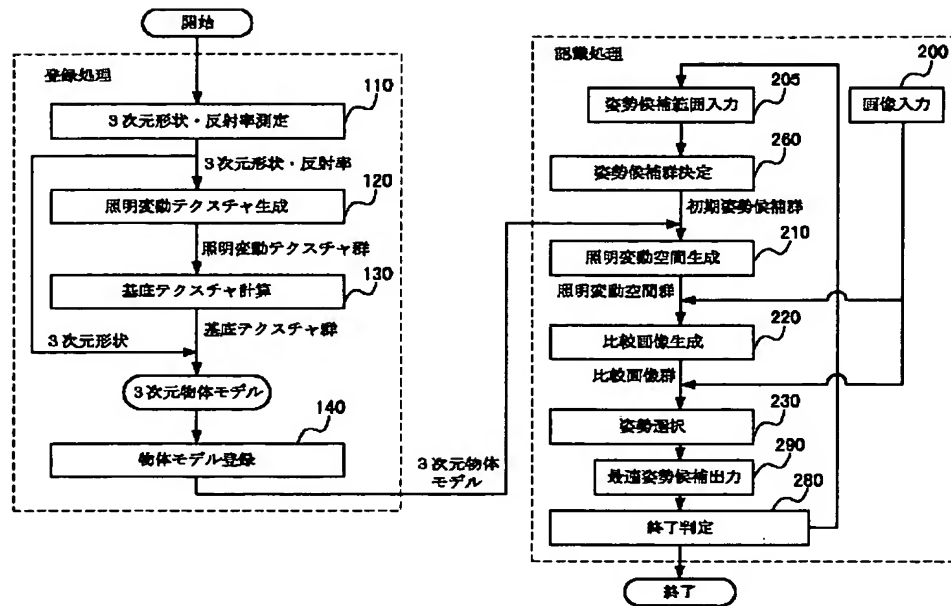 開始
登録処理
110
3次元形状・反射率測定
3次元形状・反射率
120
照明変動テクスチャ生成
照明変動テクスチャ群
130
基底テクスチャ計算
基底テクスチャ群
3次元形状
3次元物体モデル
140
物体モデル登録
3次元物体
モデル
認識処理
200
画像入力
205
姿勢候補範囲入力
260
姿勢候補群決定
初期姿勢候補群
210
照明変動空間生成
照明変動空間群
220
比較画像生成
比較画像群
230
姿勢選択
290
最適姿勢候補出力
280
終了判定
終了